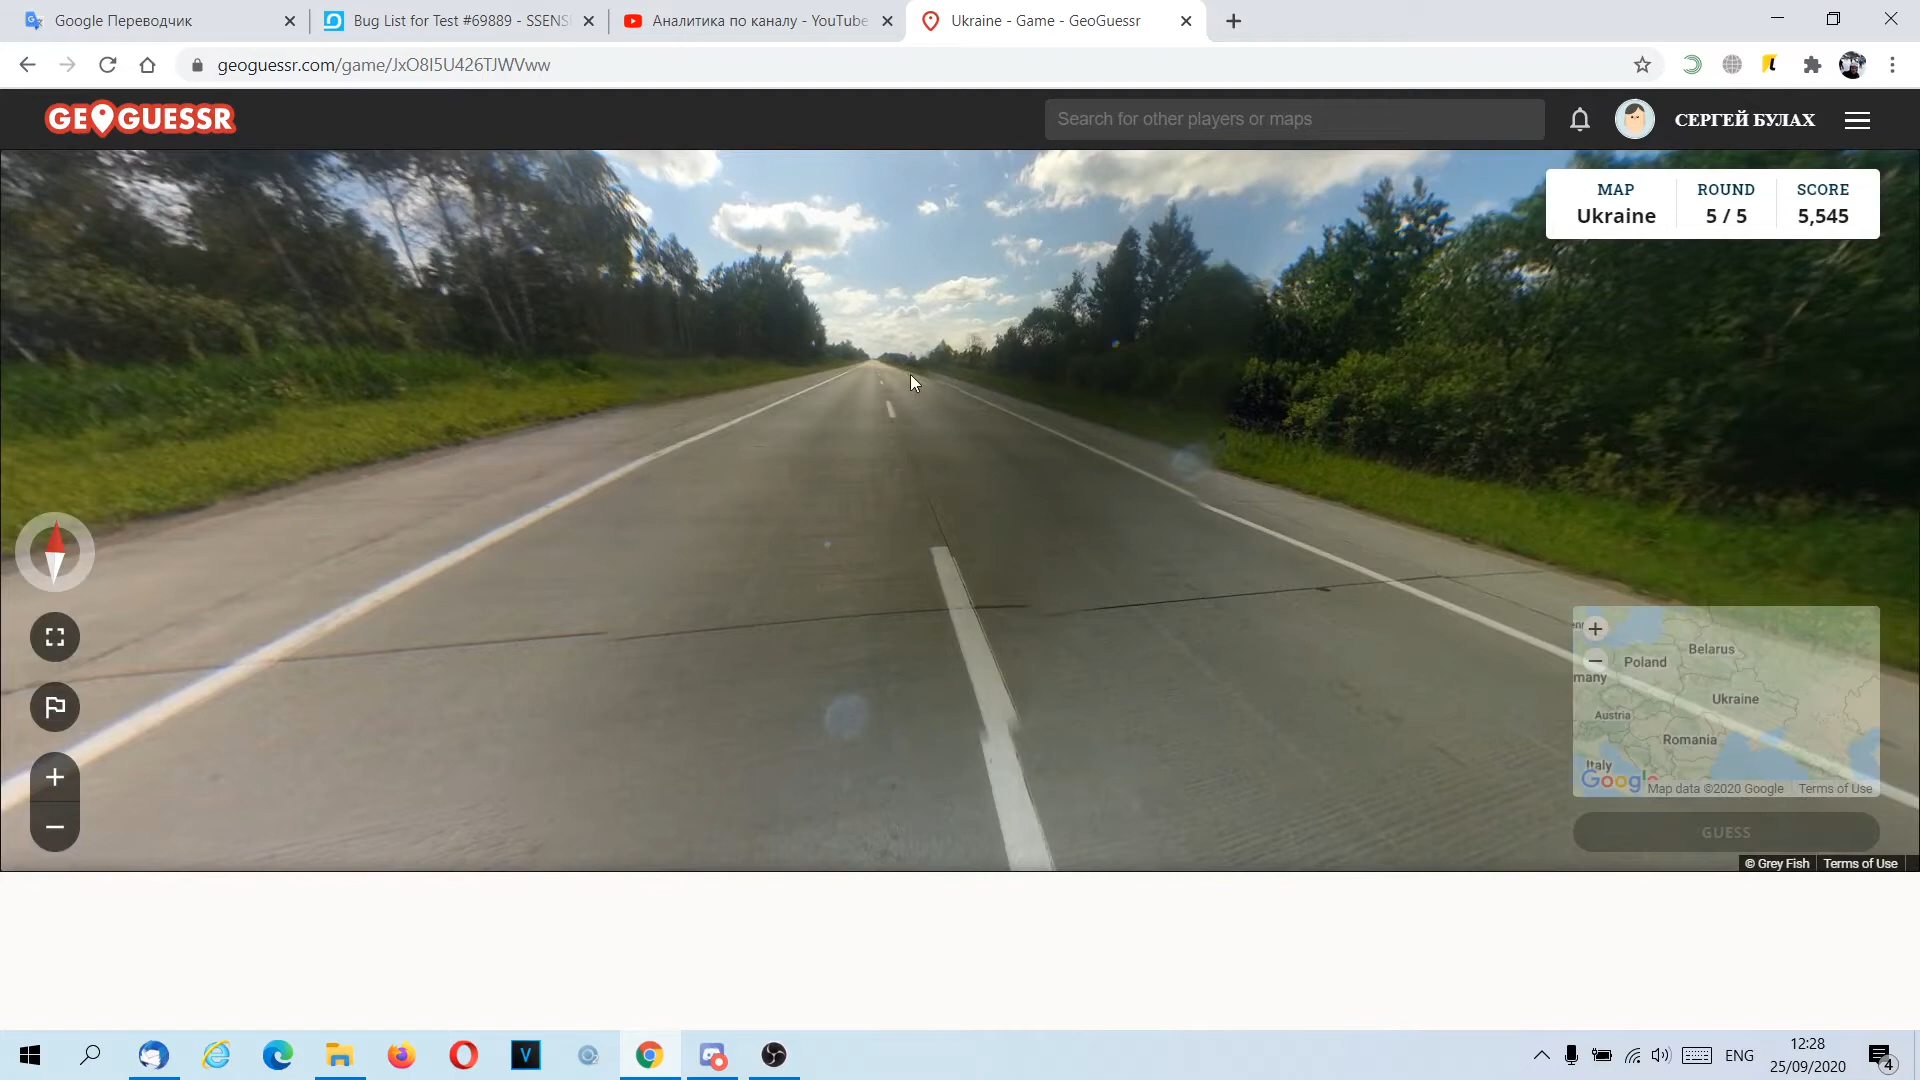 Google Переводчик
Bug List for Test #69889 - SSENS
Аналитика по каналу - YouTube
Ukraine - Game - GeoGuessr
geoguessr.com/game/JxO8I5U426TJWVww
GEOGUESSR
Search for other players or maps
СЕРГЕЙ БУЛАХ
MAP
ROUND
SCORE
Ukraine
5 / 5
5,545
Belarus
Poland
many
Ukraine
Austria
Romania
Italy
Google
Map data ©2020 Google
Terms of Use
GUESS
© Grey Fish
Terms of Use
12:28
ENG
25/09/2020
4